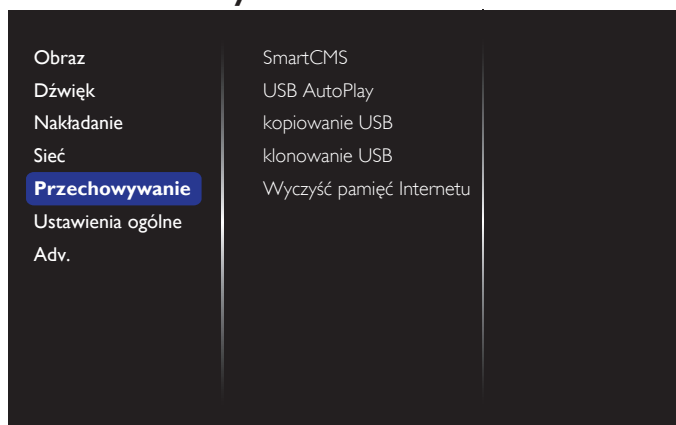 Obraz
Dźwięk
Nakładanie
Sieć
Przechowywanie
Ustawienia ogólne
Adv.
SmartCMS
USB AutoPlay
kopiowanie USB
klonowanie USB
Wyczyść pamięć Internetu